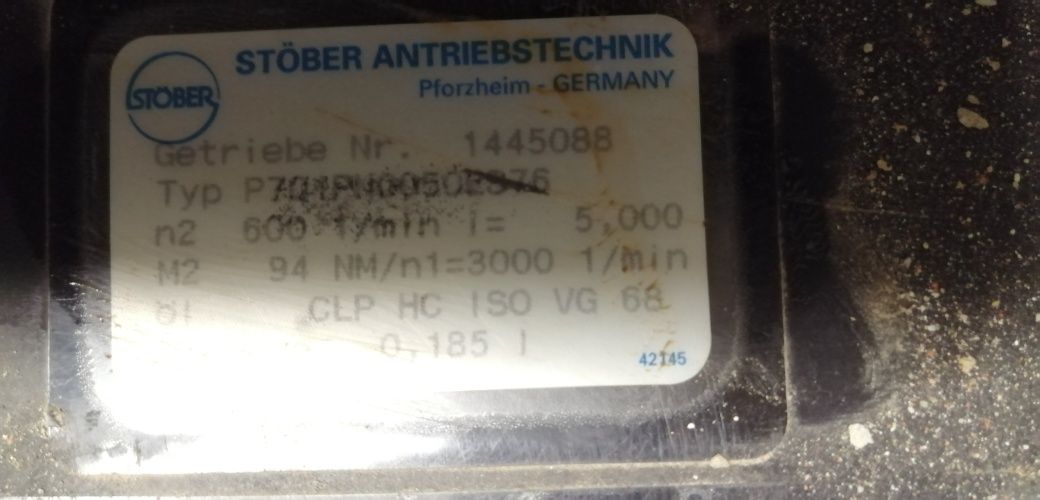 STÖBER ANTRIEBSTECHNIK
STÖBER
Pforzheim - GERMANY
Getriebe Nr. 1445088
Typ
n2 600 1/min i= 5,000
M2 94 NM/n1=3000 1/min
Öl CLP HC ISO VG 68
0,185 l
42145